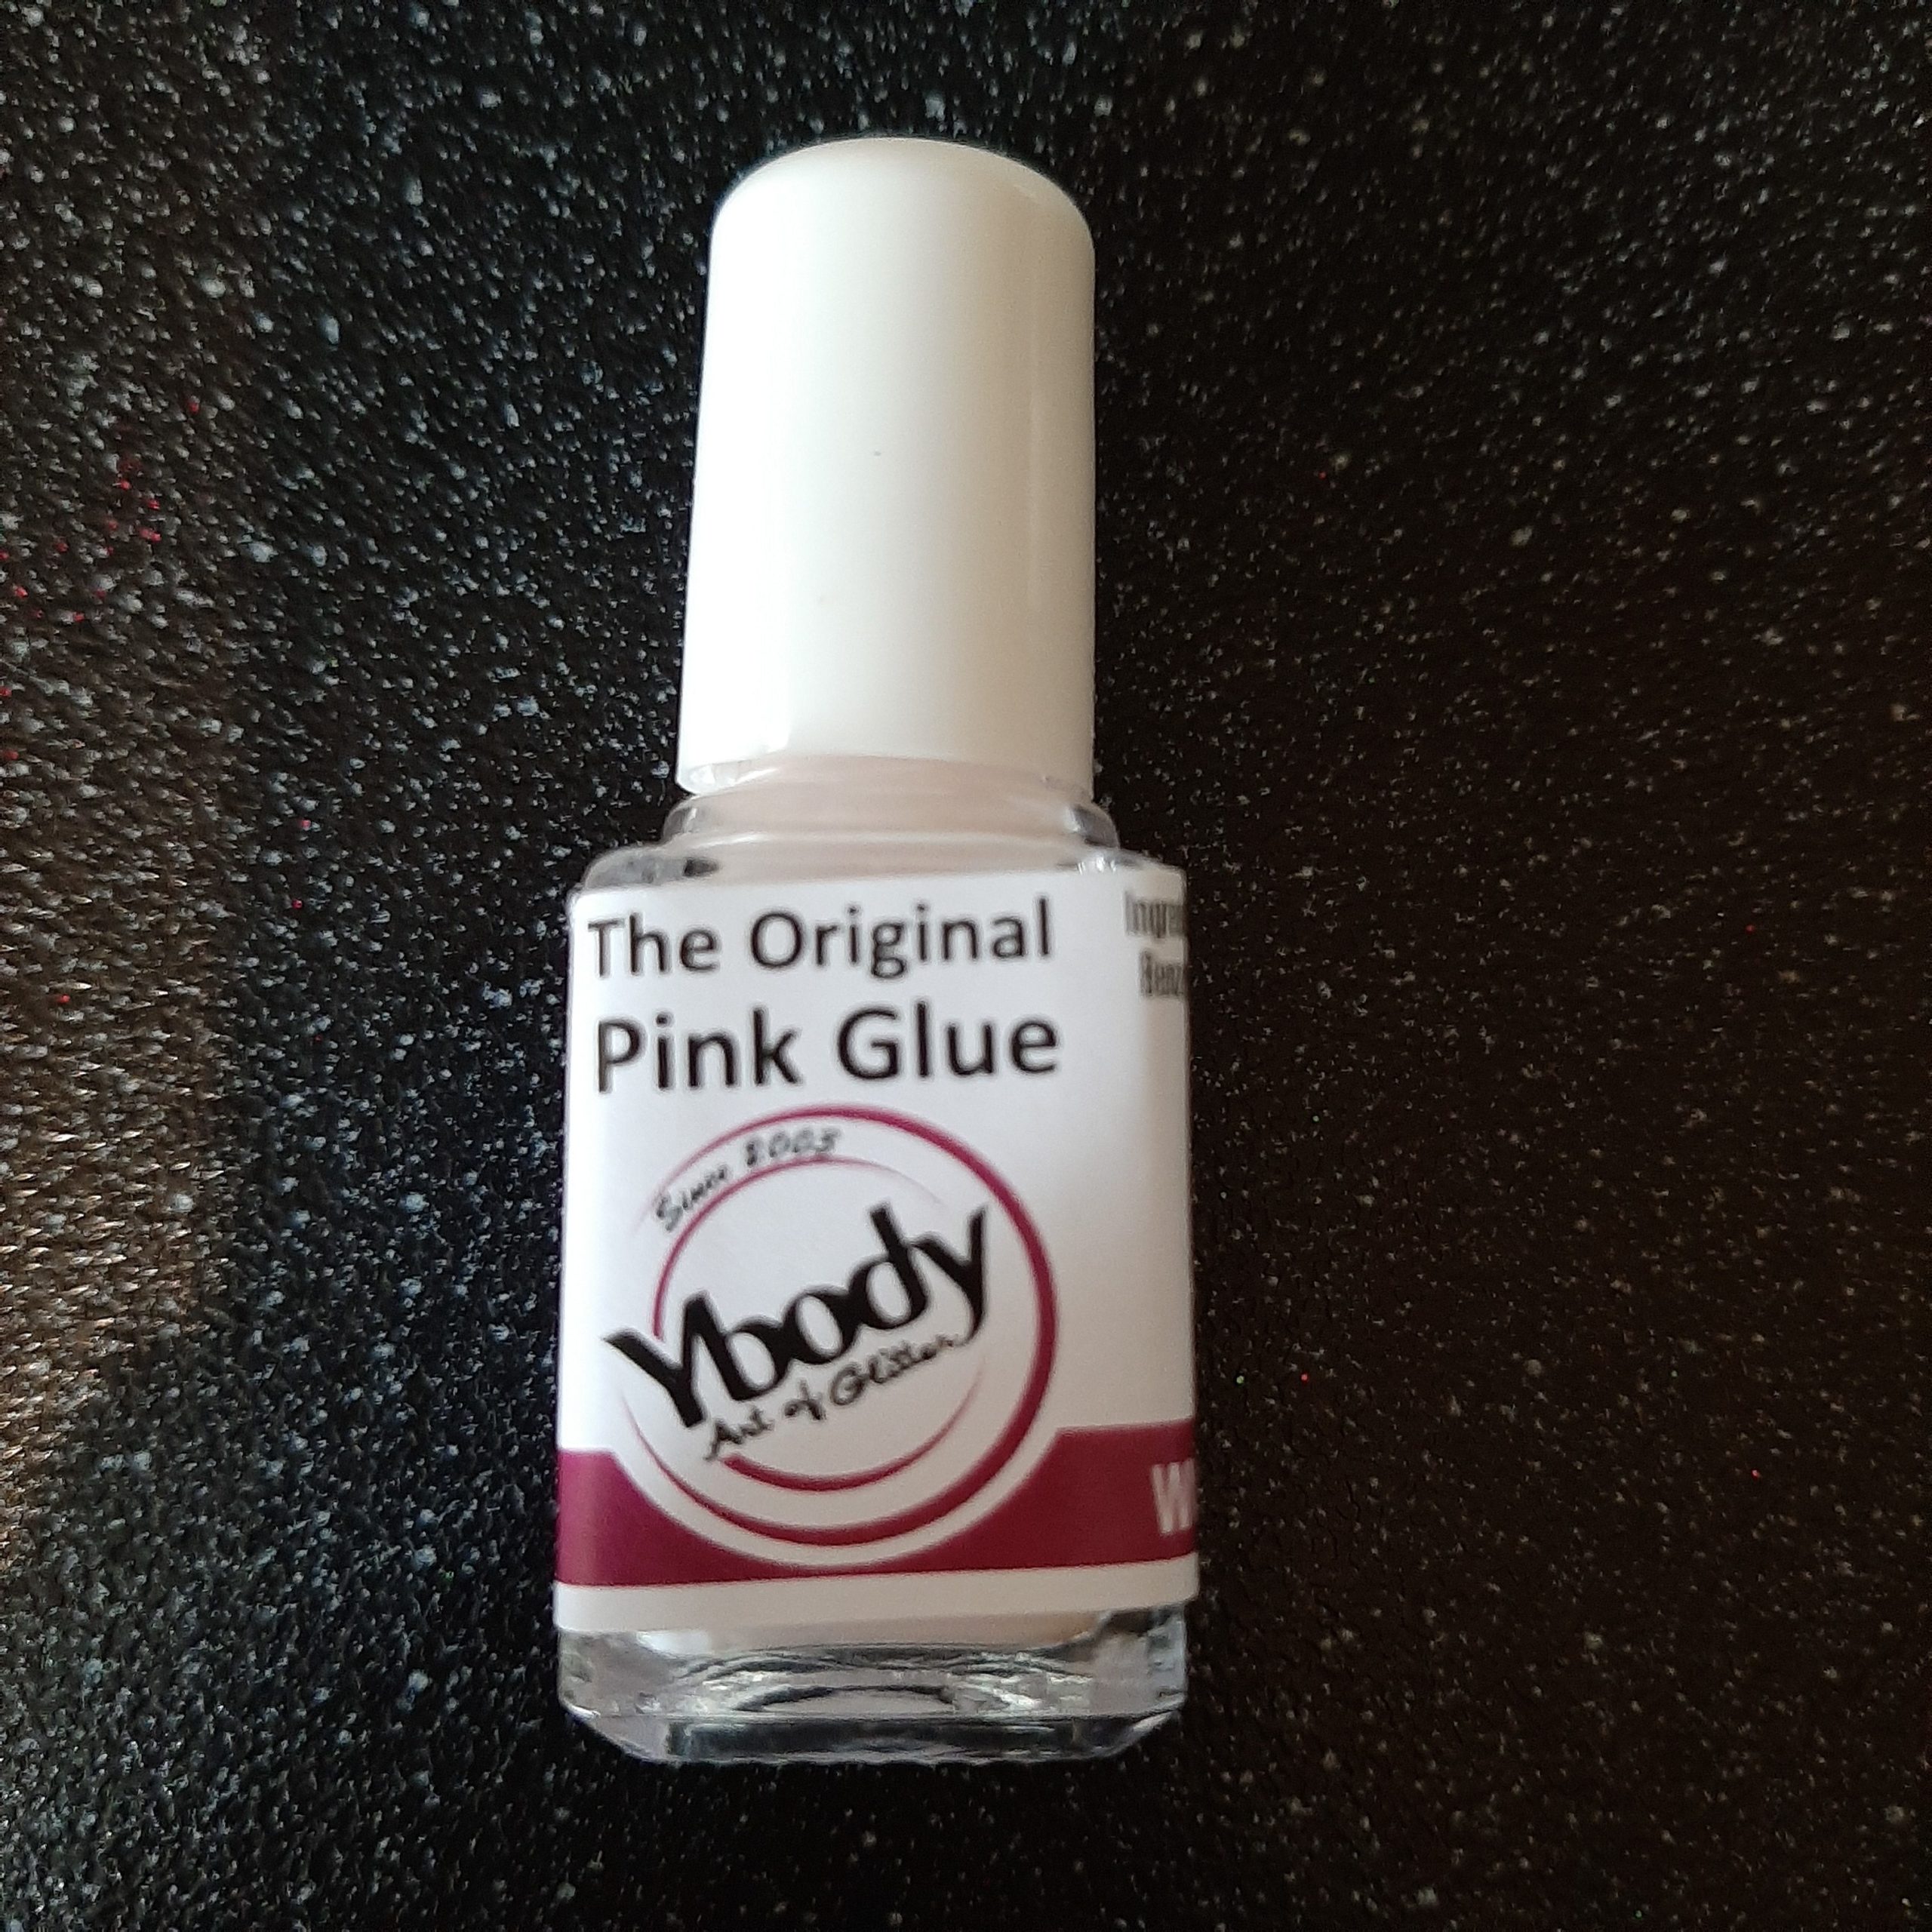 The Original
Pink Glue
Since 2003
Ybody
Art of Glitter